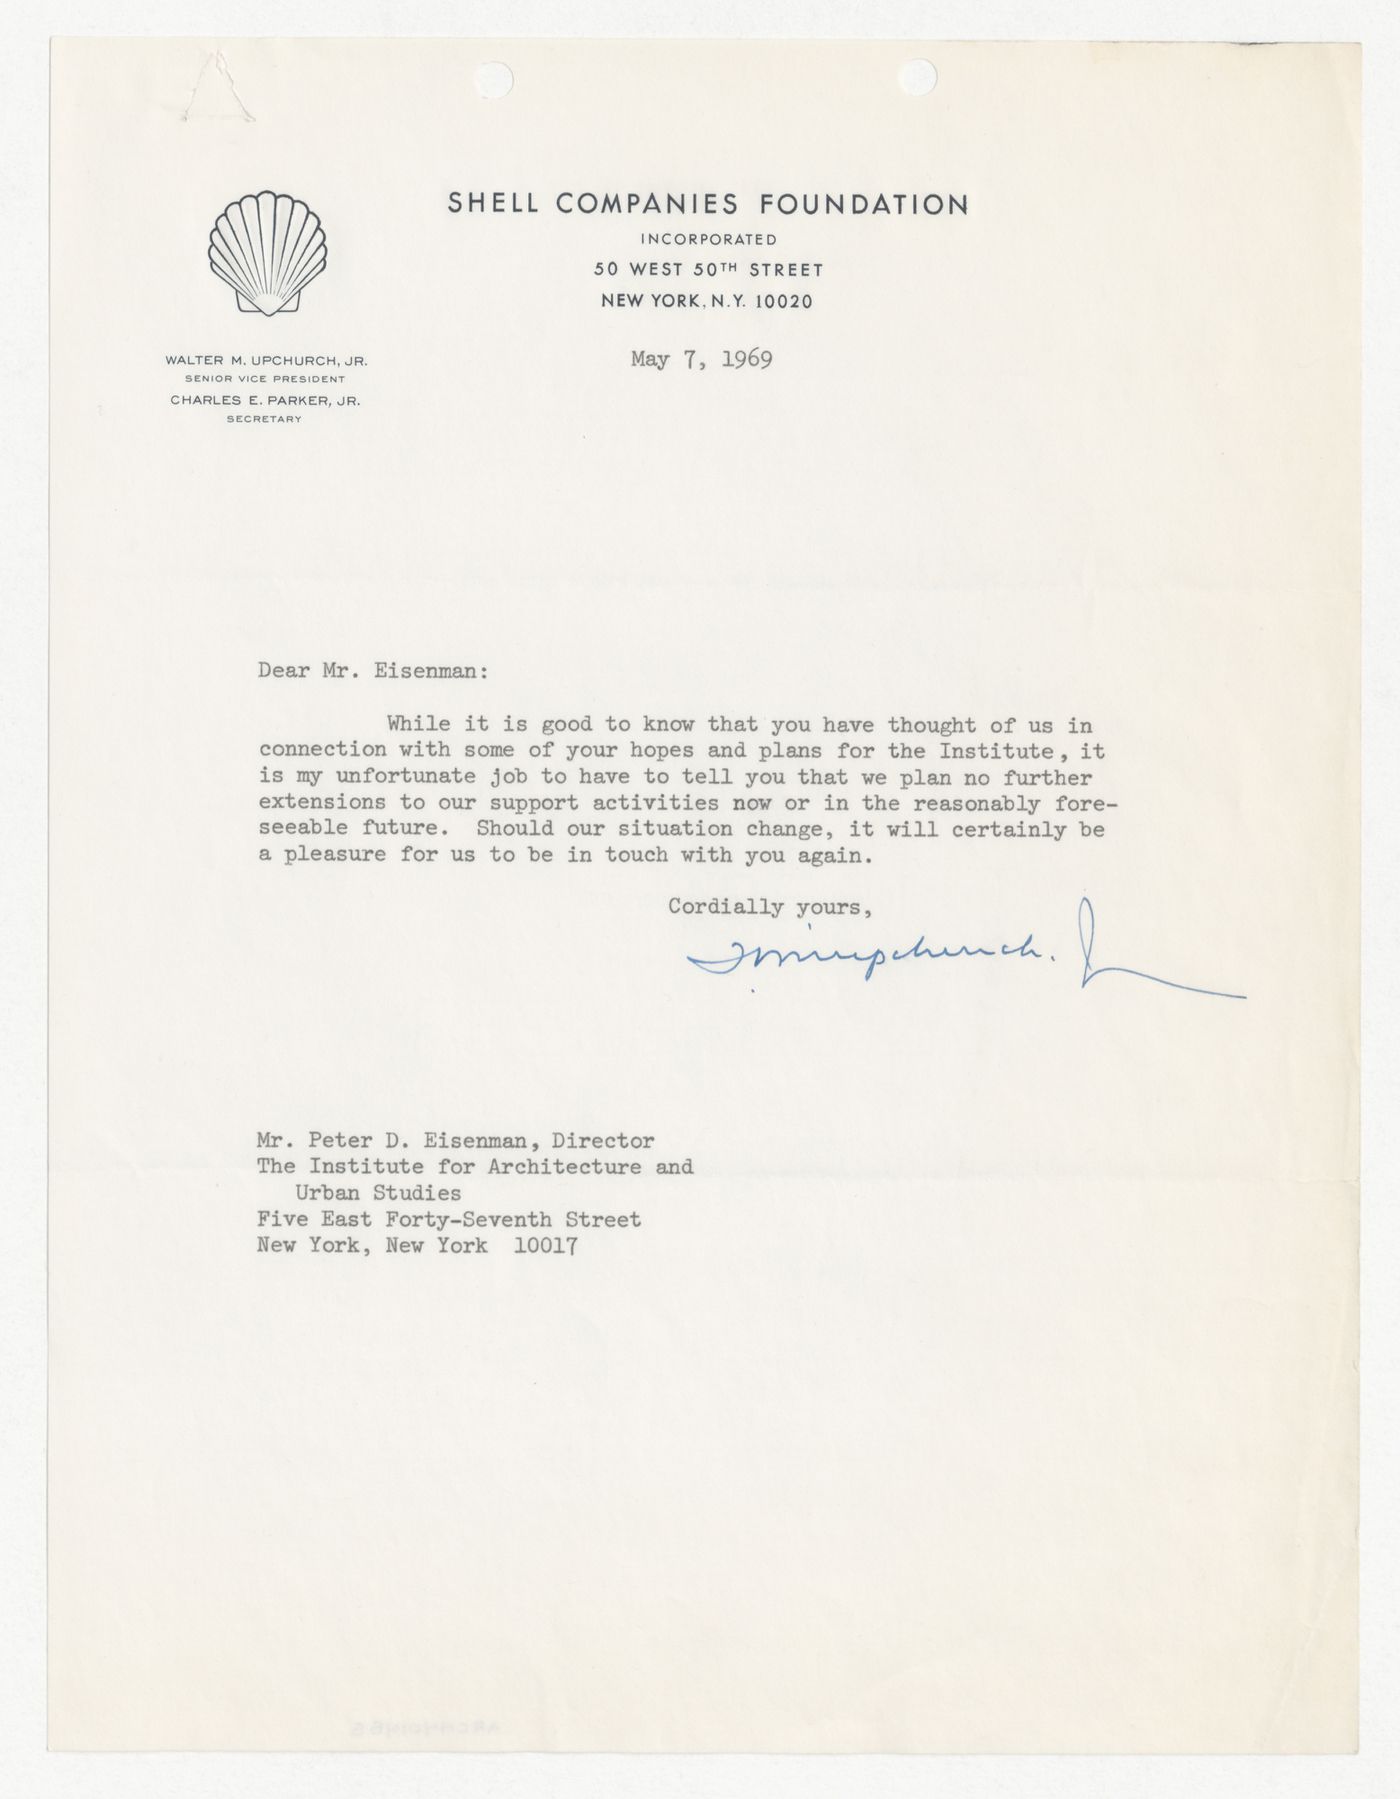 SHELL COMPANIES FOUNDATION
INCORPORATED
50 WEST 50TH STREET
NEW YORK, N.Y. 10020
WALTER M. UPCHURCH, JR.
SENIOR VICE PRESIDENT
CHARLES E. PARKER, JR.
SECRETARY
May 7, 1969
Dear Mr. Eisenman:
While it is good to know that you have thought of us in
connection with some of your hopes and plans for the Institute, it
is my unfortunate job to have to tell you that we plan no further
extensions to our support activities now or in the reasonably fore-
seeable future. Should our situation change, it will certainly be
a pleasure for us to be in touch with you again.
Cordially yours,
Upchurch. Jr
Mr. Peter D. Eisenman, Director
The Institute for Architecture and
Urban Studies
Five East Forty-Seventh Street
New York, New York 10017